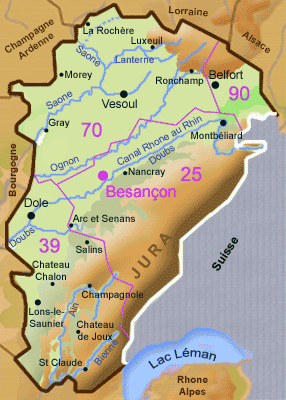 Lorraine
Champagne
Ardenne
La Rochère
Luxeuil
Alsace
Saone
Lanterne
Morey
Ronchamp
Belfort
Saone
Vesoul
90
Gray
70
Montbéliard
Canal Rhone au Rhin
Ognon
Doubs
Bourgogne
Nancray
25
Besançon
Dole
Doubs
Arc et Senans
39
Salins
JURA
Suisse
Chateau
Chalon
Champagnole
Lons-le-
Saunier
Ain
Chateau
de Joux
Bienne
St Claude
Lac Léman
Rhone
Alpes